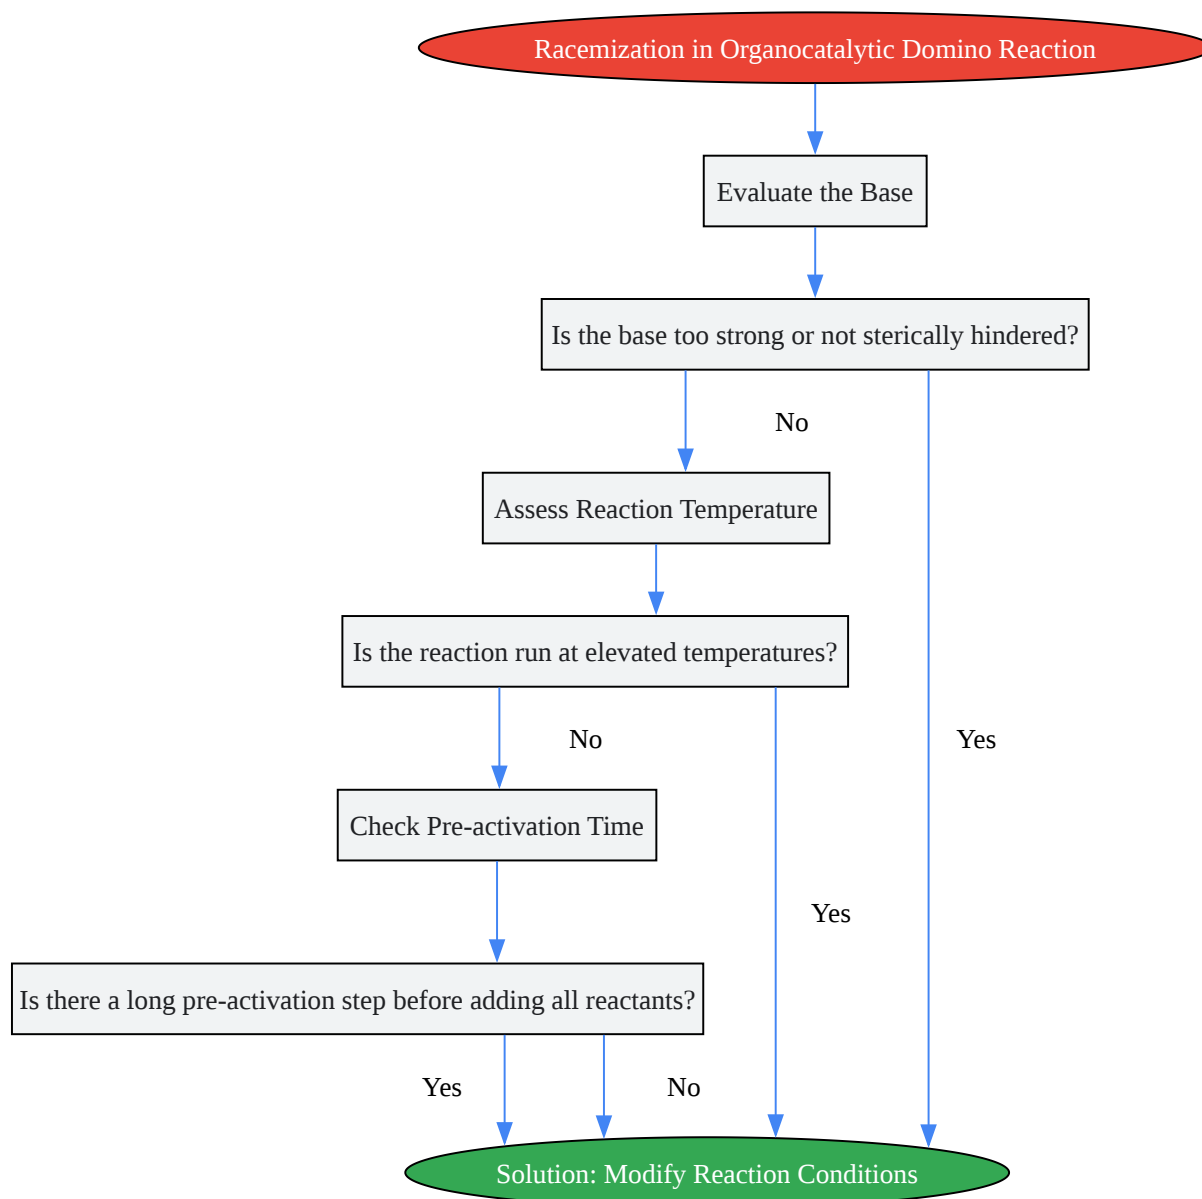 Racemization in Organocatalytic Domino Reaction
Evaluate the Base
Is the base too strong or not sterically hindered?
No
Assess Reaction Temperature
Is the reaction run at elevated temperatures?
No
Yes
Check Pre-activation Time
Yes
Is there a long pre-activation step before adding all reactants?
Yes
No
Solution: Modify Reaction Conditions